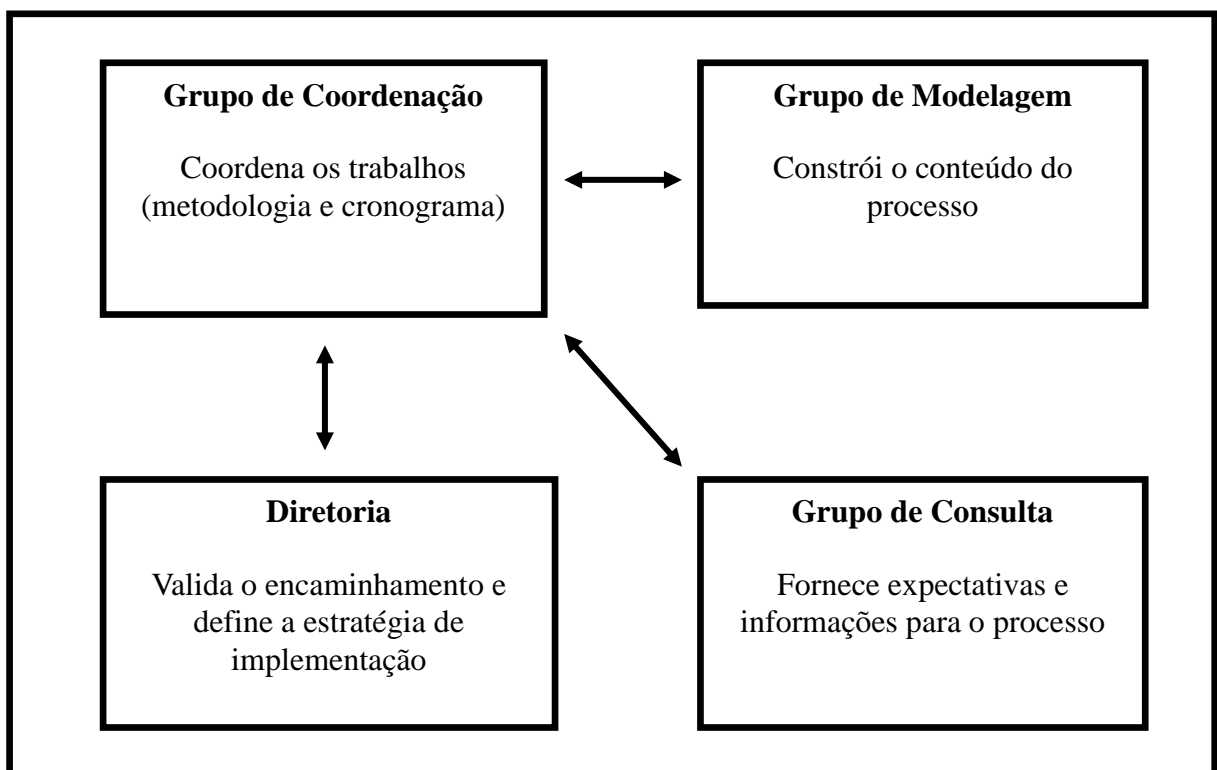 Grupo de Coordenação
Coordena os trabalhos
(metodologia e cronograma)
Grupo de Modelagem
Constrói o conteúdo do
processo
Diretoria
Valida o encaminhamento e
define a estratégia de
implementação
Grupo de Consulta
Fornece expectativas e
informações para o processo